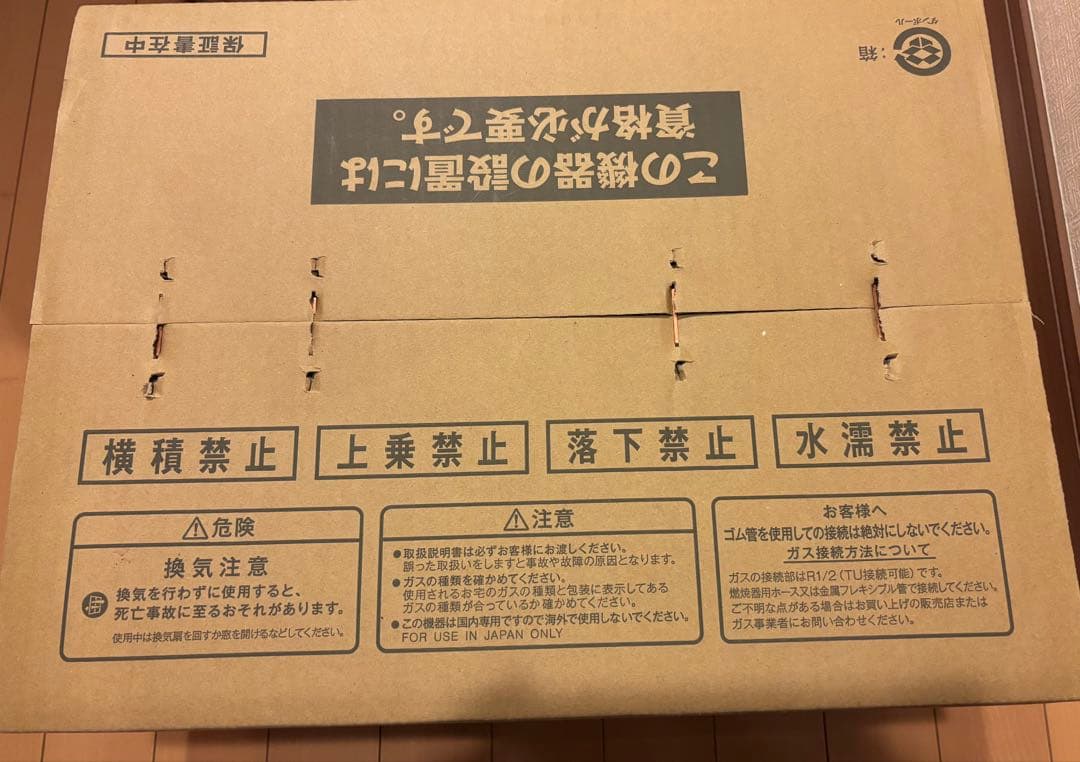 保証書在中
ダンボール
：箱
この機器の設置には
資格が必要です。
横積禁止
上乗禁止
落下禁止
水濡禁止
⚠危険
換気注意
換気を行わずに使用すると、
死亡事故に至るおそれがあります。
使用中は換気扇を回すか窓を開けるなどしてください。
⚠注意
●取扱説明書は必ずお客様にお渡しください。
誤った取扱いをしますと事故や故障の原因となります。
●ガスの種類を確かめてください。
使用されるお宅のガスの種類と包装に表示してある
ガスの種類が合っているか確かめてください。
●この機器は国内専用ですので海外で使用しないでください。
FOR USE IN JAPAN ONLY
お客様へ
ゴム管を使用しての接続は絶対にしないでください。
ガス接続方法について
ガスの接続部はR1/2（TU接続可能）です。
燃焼器用ホース又は金属フレキシブル管で接続してください。
ご不明な点がある場合はお買い上げの販売店または
ガス事業者にお問い合わせください。